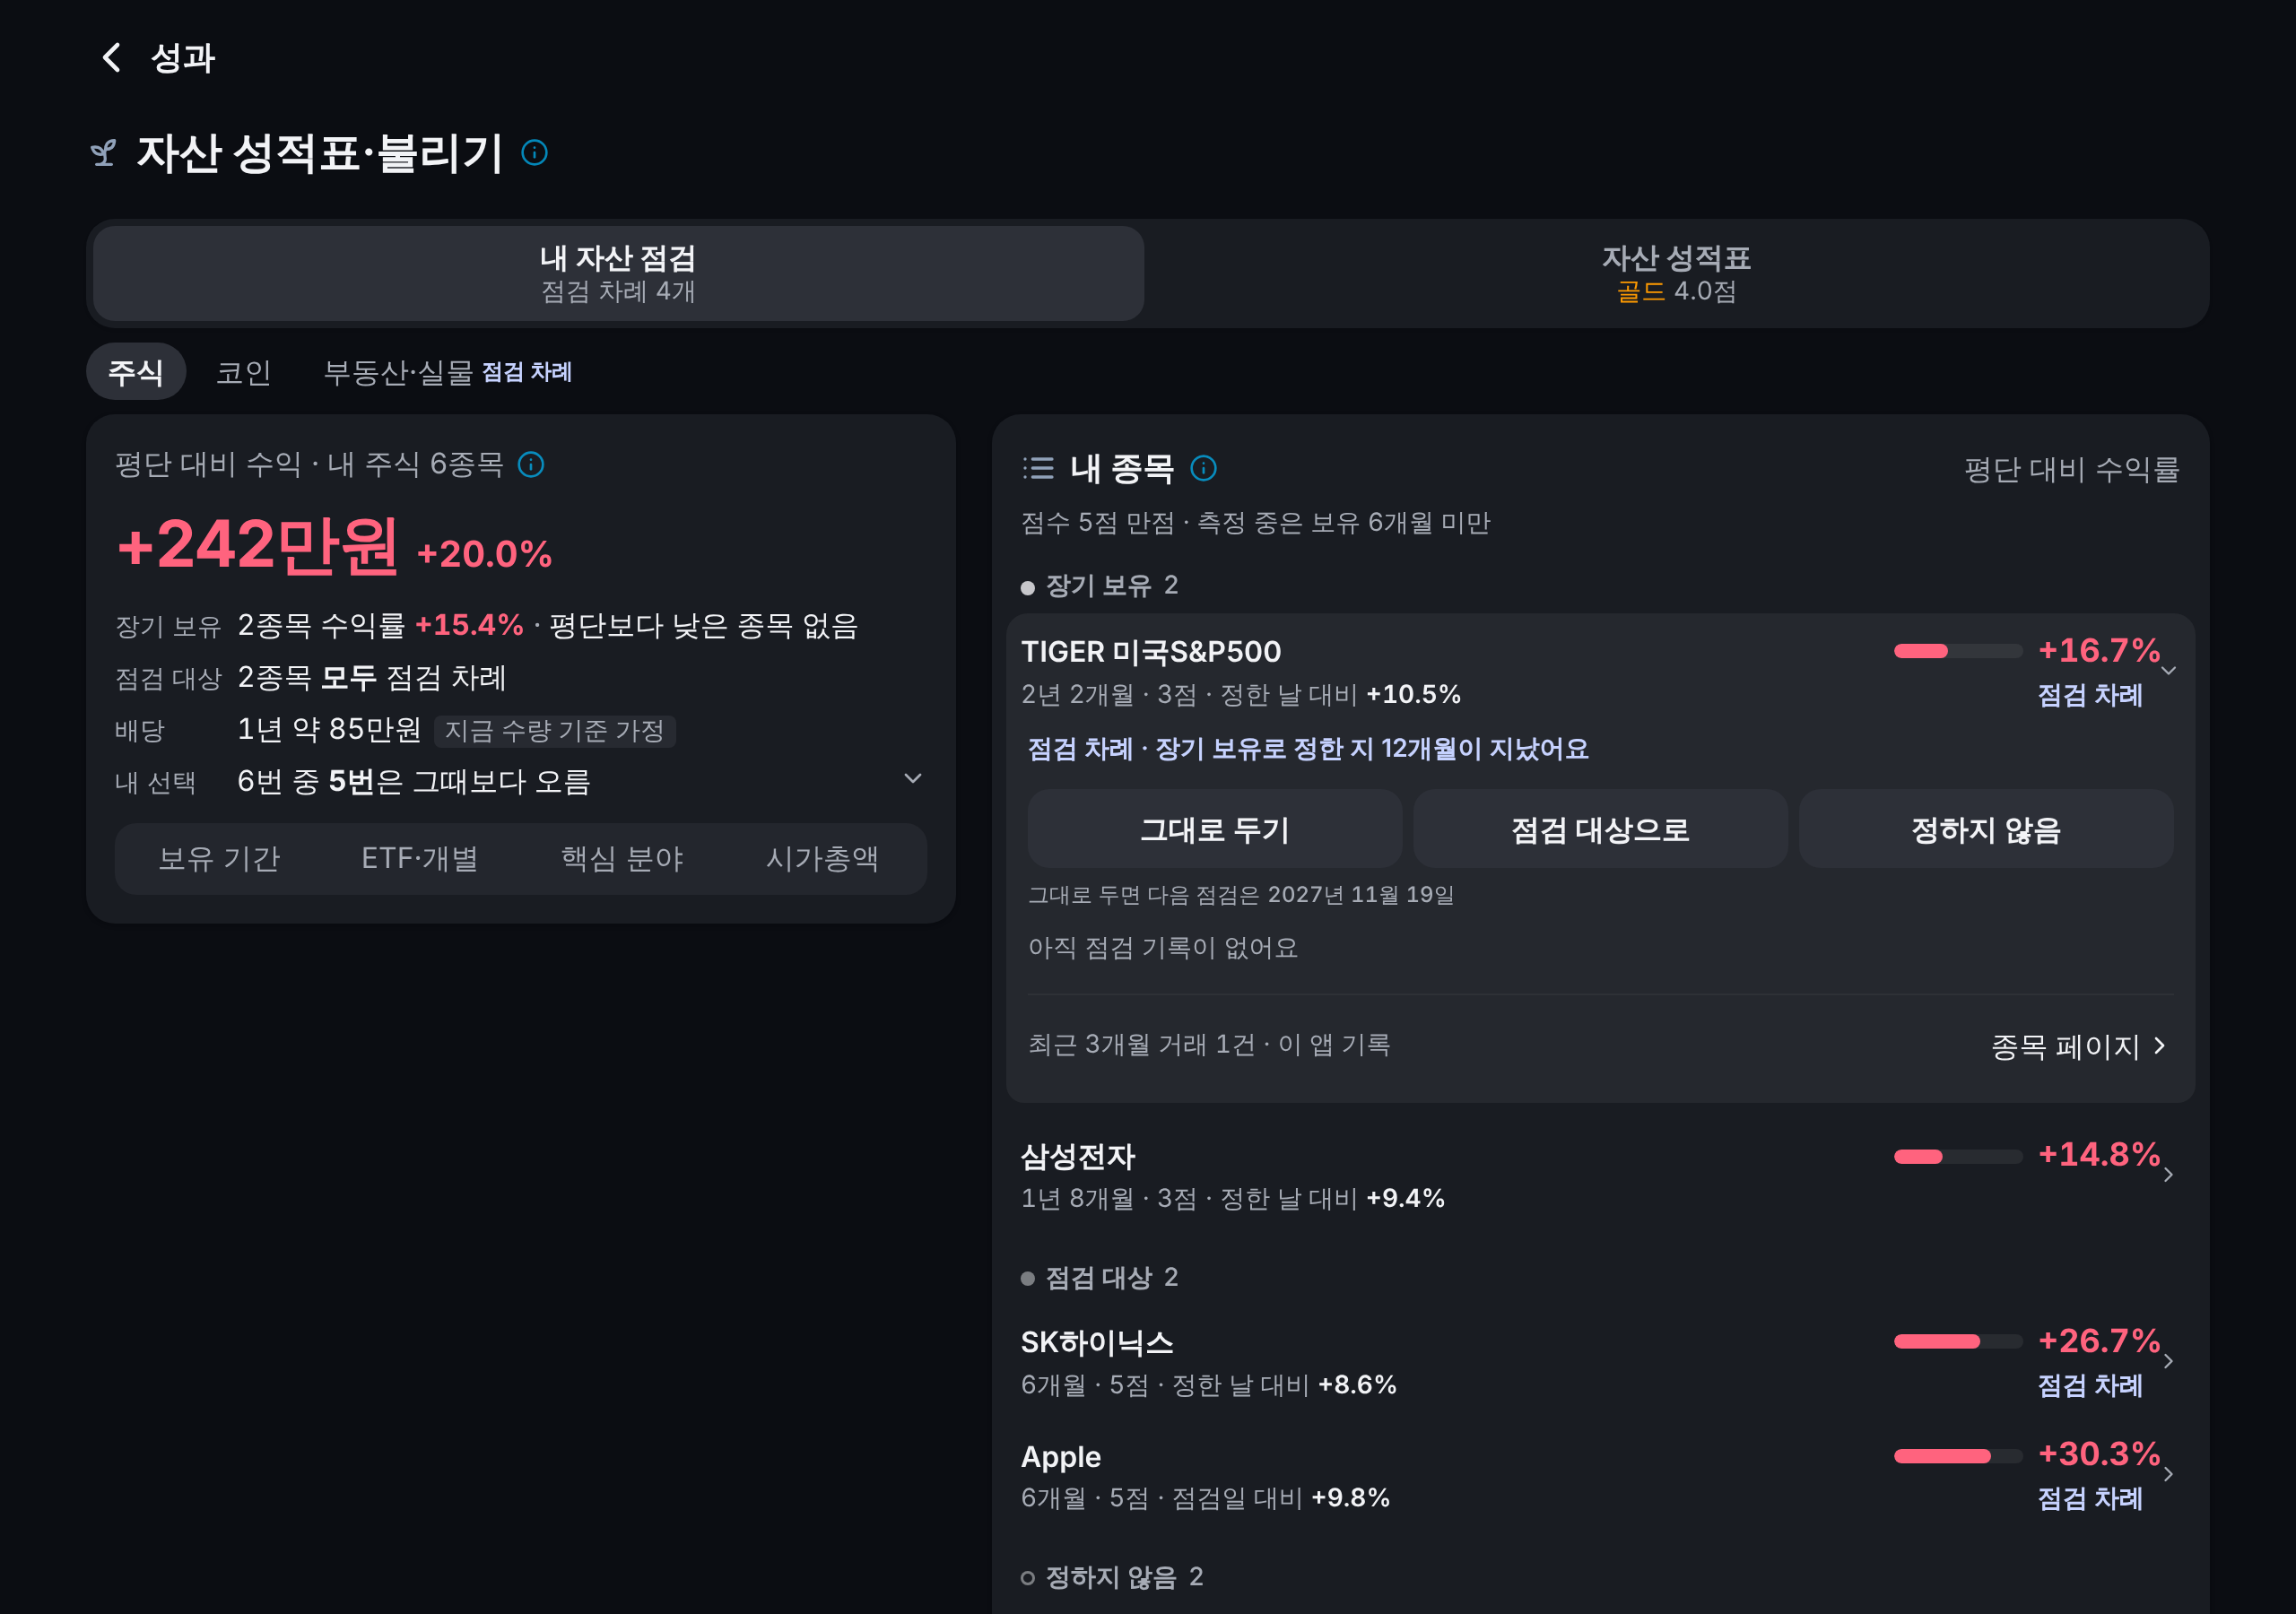 성과
자산 성적표·불리기
내 자산 점검
점검 차례 4개
자산 성적표
골드 4.0점
주식
코인
부동산·실물 점검 차례
평단 대비 수익 · 내 주식 6종목
+242만원 +20.0%
장기 보유 2종목 수익률 +15.4% · 평단보다 낮은 종목 없음
점검 대상 2종목 모두 점검 차례
배당 1년 약 85만원 지금 수량 기준 가정
내 선택 6번 중 5번은 그때보다 오름
보유 기간 ETF·개별 핵심 분야 시가총액
내 종목
평단 대비 수익률
점수 5점 만점 · 측정 중은 보유 6개월 미만
장기 보유 2
TIGER 미국S&P500
+16.7%
2년 2개월 · 3점 · 정한 날 대비 +10.5%
점검 차례
점검 차례 · 장기 보유로 정한 지 12개월이 지났어요
그대로 두기
점검 대상으로
정하지 않음
그대로 두면 다음 점검은 2027년 11월 19일
아직 점검 기록이 없어요
최근 3개월 거래 1건 · 이 앱 기록
종목 페이지
삼성전자
+14.8%
1년 8개월 · 3점 · 정한 날 대비 +9.4%
점검 대상 2
SK하이닉스
+26.7%
6개월 · 5점 · 정한 날 대비 +8.6%
점검 차례
Apple
+30.3%
6개월 · 5점 · 점검일 대비 +9.8%
점검 차례
정하지 않음 2